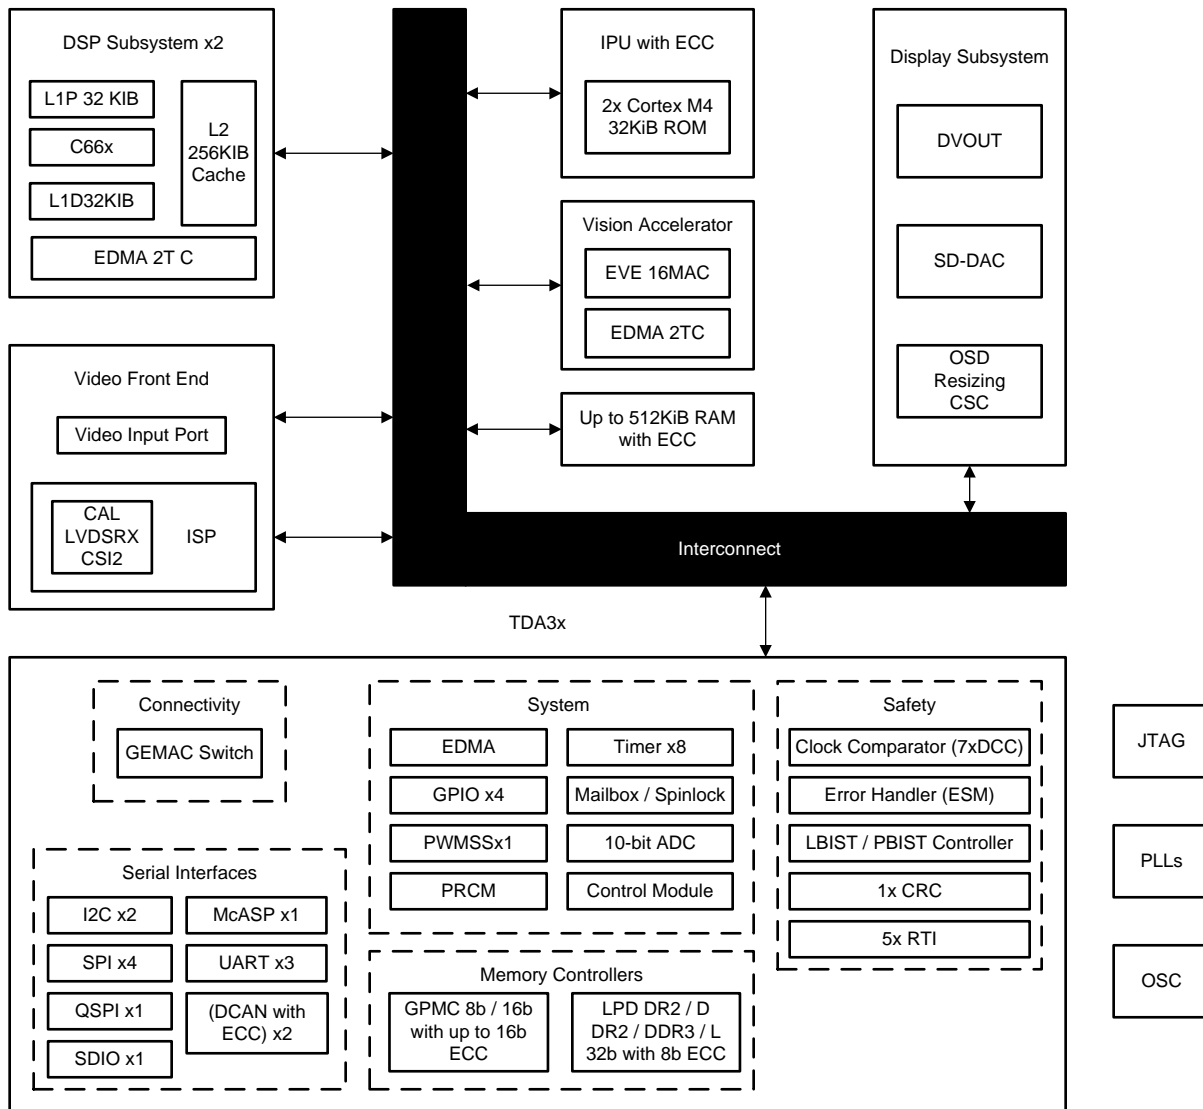 DSP Subsystem x2
L1P 32 KIB
C66x
L1D32KIB
L2
256KIB
Cache
EDMA 2T C
Video Front End
Video Input Port
CAL
LVDSRX
CSI2
ISP
IPU with ECC
2x Cortex M4
32KiB ROM
Vision Accelerator
EVE 16MAC
EDMA 2TC
Up to 512KiB RAM
with ECC
Display Subsystem
DVOUT
SD-DAC
OSD
Resizing
CSC
Interconnect
TDA3x
Connectivity
GEMAC Switch
Serial Interfaces
I2C x2
McASP x1
SPI x4
UART x3
QSPI x1
(DCAN with
ECC) x2
SDIO x1
System
EDMA
Timer x8
GPIO x4
Mailbox / Spinlock
PWMSSx1
10-bit ADC
PRCM
Control Module
Memory Controllers
GPMC 8b / 16b
with up to 16b
ECC
LPD DR2 / D
DR2 / DDR3 / L
32b with 8b ECC
Safety
Clock Comparator (7xDCC)
Error Handler (ESM)
LBIST / PBIST Controller
1x CRC
5x RTI
JTAG
PLLs
OSC